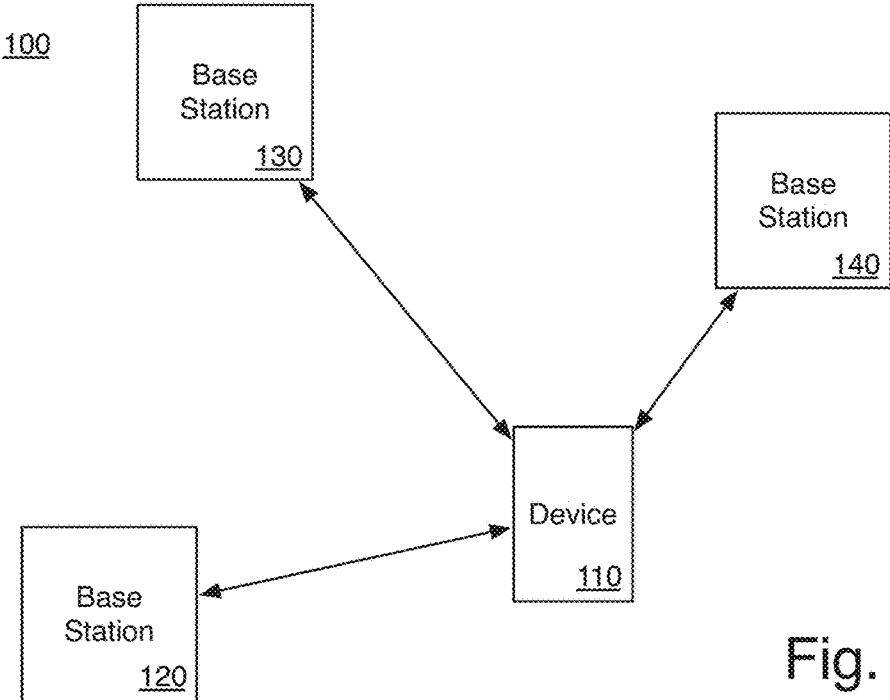 100
Base
Station
130
Base
Station
140
Device
110
Base
Station
120
Fig.